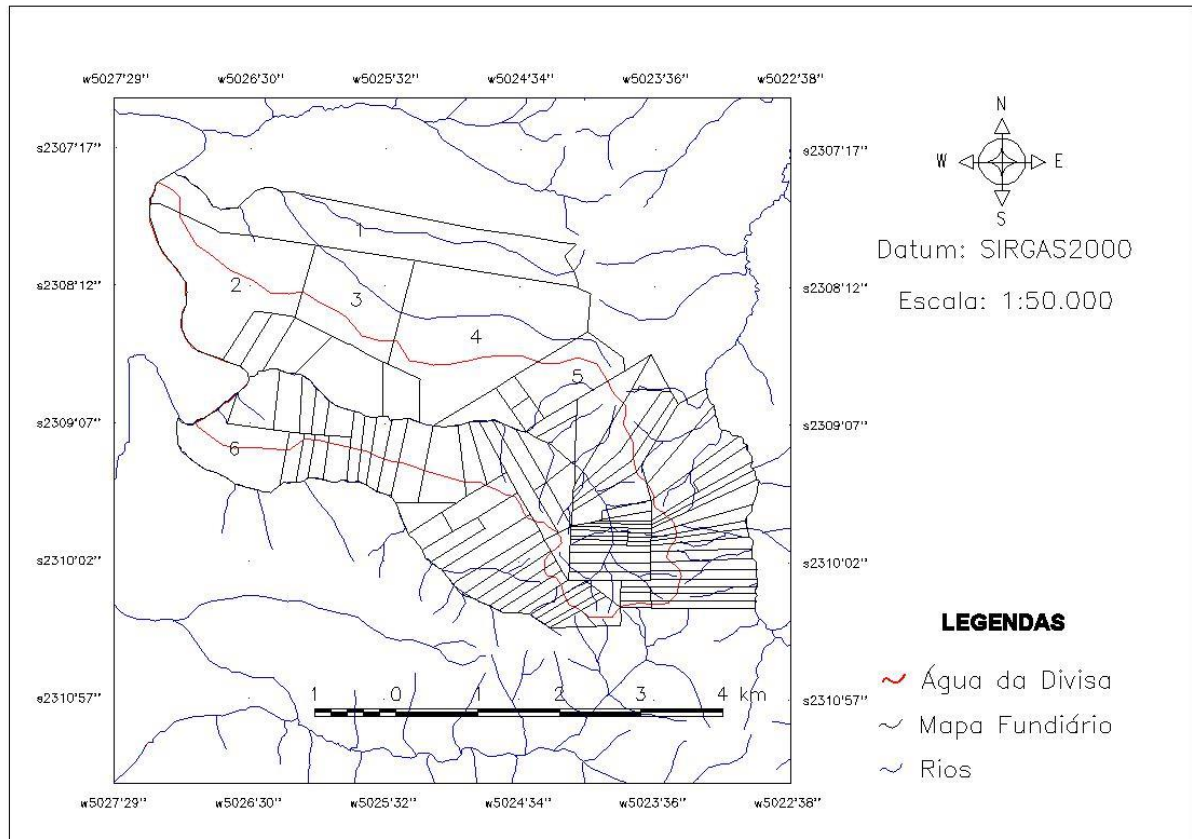 w5027'29'' w5026'30'' w5025'32'' w5024'34'' w5023'36'' w5022'38''
s2307'17'' s2307'17''
s2308'12'' s2308'12''
s2309'07'' s2309'07''
s2310'02'' s2310'02''
s2310'57'' s2310'57''
1
2
3
4
5
6
1 0 1 2 3 4 km
w5027'29'' w5026'30'' w5025'32'' w5024'34'' w5023'36'' w5022'38''
N
W E
S
Datum: SIRGAS2000
Escala: 1:50.000
LEGENDAS
Água da Divisa
Mapa Fundiário
Rios